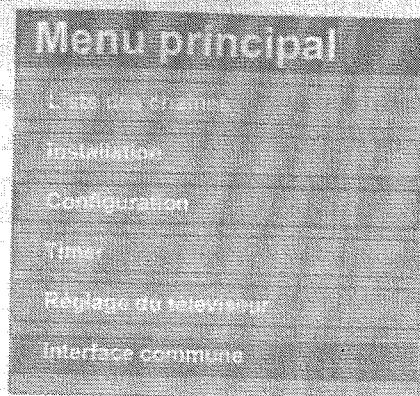 Menu principal
Liste des chaînes
Installation
Configuration
Timer
Réglage du téléviseur
Interface commune